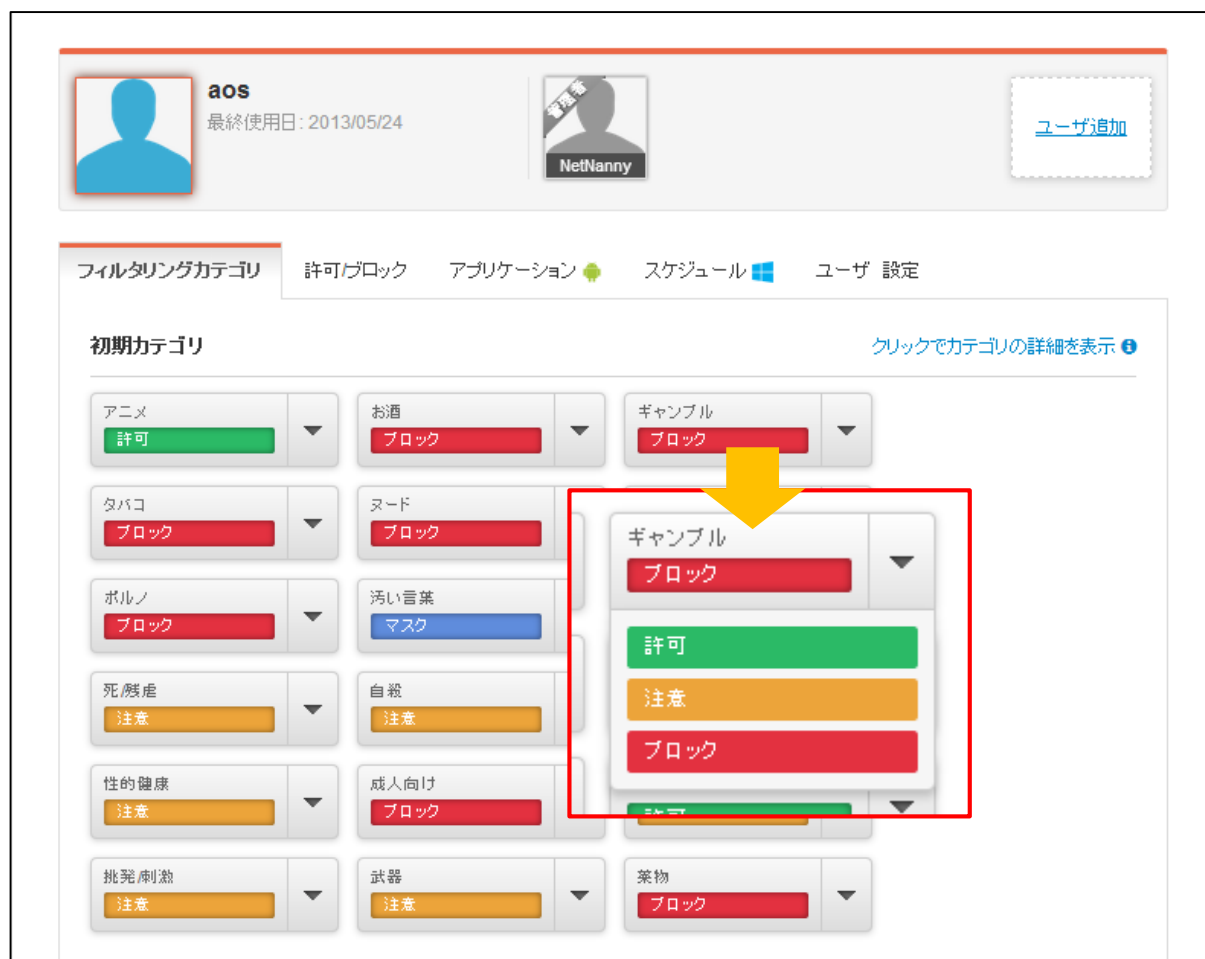 aos
最終使用日: 2013/05/24
管理者
NetNanny
ユーザ追加
フィルタリングカテゴリ
許可/ブロック
アプリケーション
スケジュール
ユーザ 設定
初期カテゴリ
クリックでカテゴリの詳細を表示
アニメ
許可
お酒
ブロック
ギャンブル
ブロック
タバコ
ブロック
ヌード
ブロック
ギャンブル
ブロック
許可
注意
ブロック
ポルノ
ブロック
汚い言葉
マスク
死/残虐
注意
自殺
注意
性的健康
注意
成人向け
ブロック
挑発/刺激
注意
武器
注意
薬物
ブロック